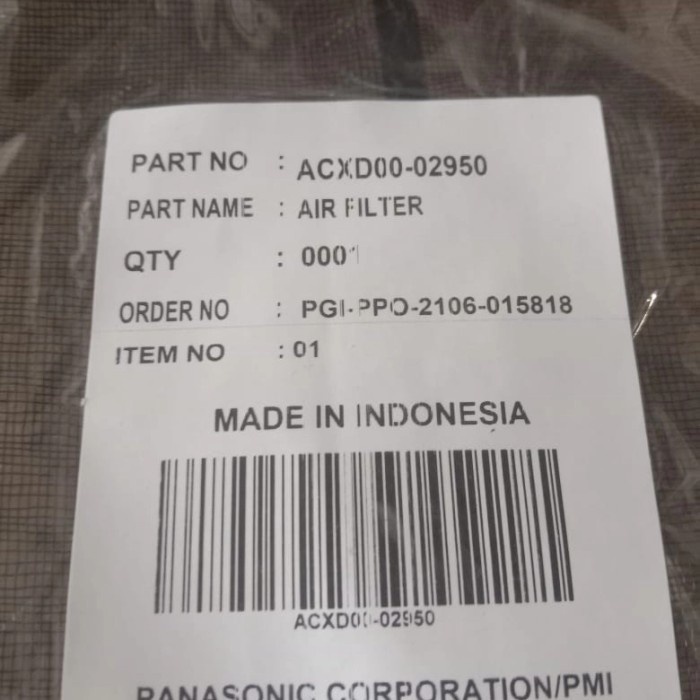 PART NO : ACXD00-02950
PART NAME : AIR FILTER
QTY : 0001
ORDER NO : PGI-PPO-2106-015818
ITEM NO : 01
MADE IN INDONESIA
ACXD00-02950
PANASONIC CORPORATION/PMI